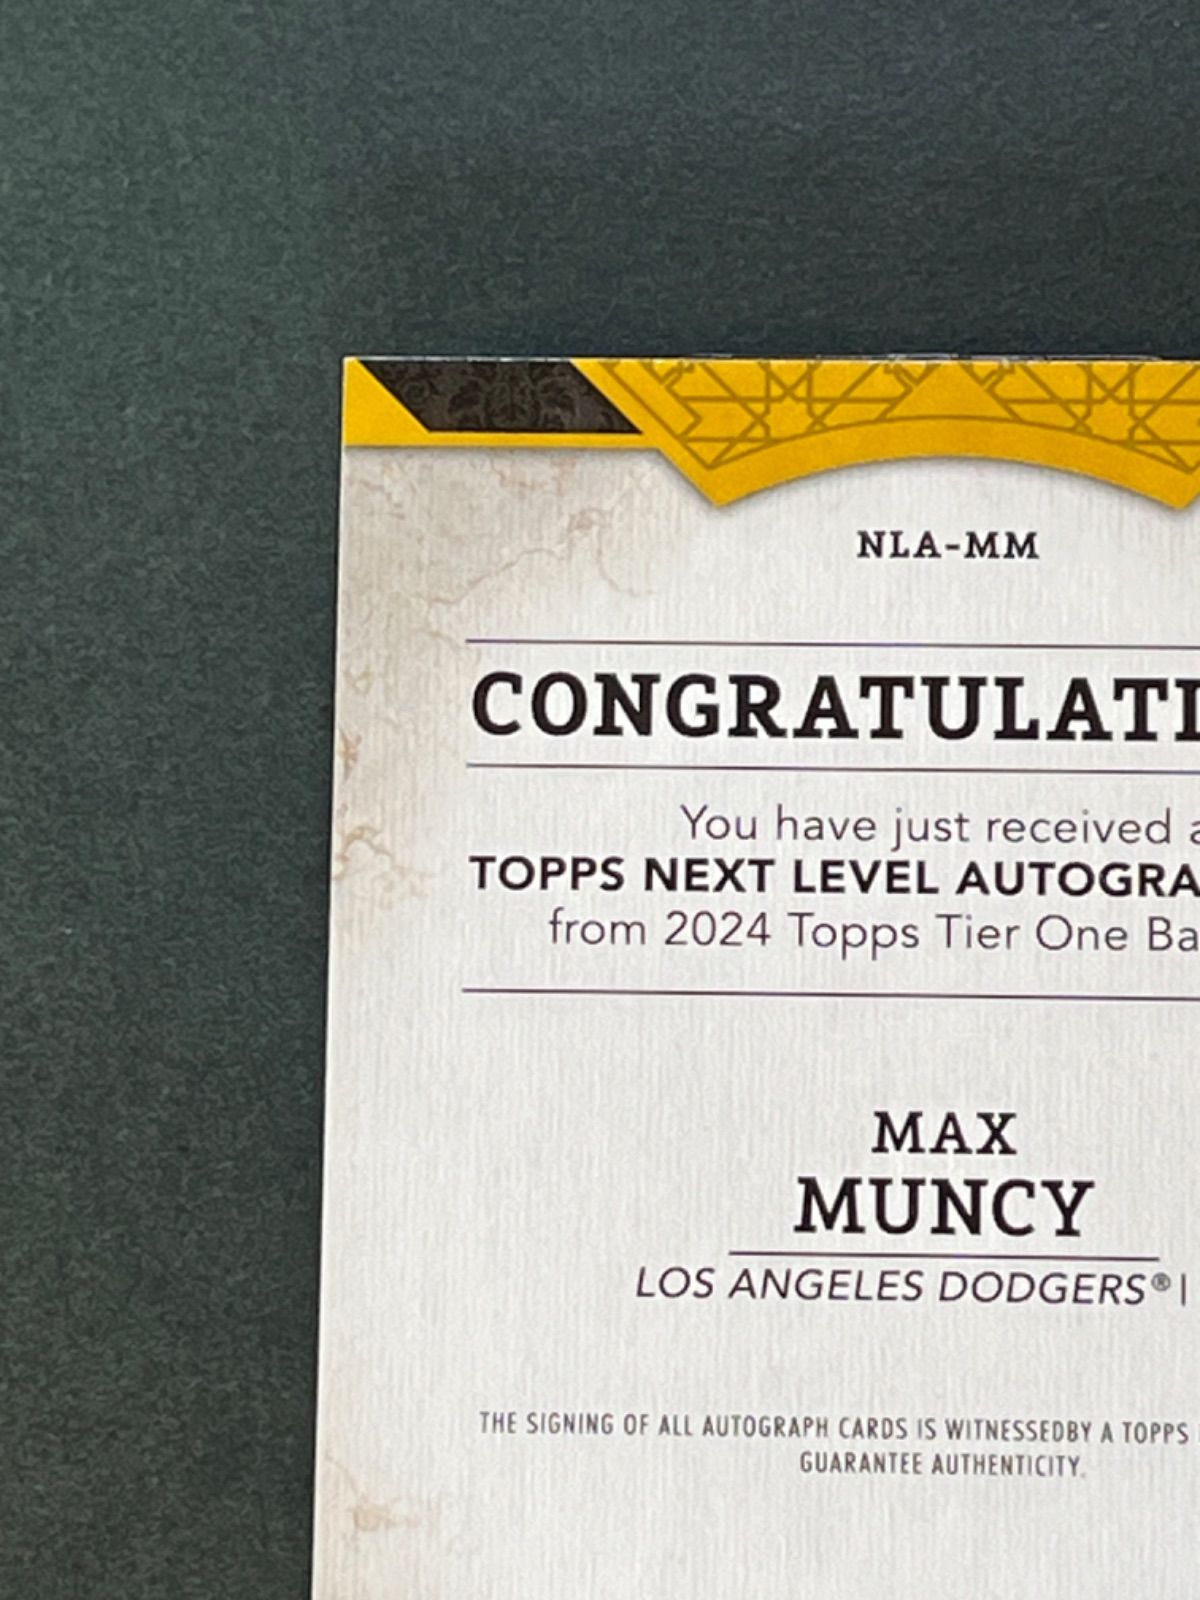 NLA-MM
CONGRATULATI
You have just received a
TOPPS NEXT LEVEL AUTOGRA
from 2024 Topps Tier One Ba
MAX
MUNCY
LOS ANGELES DODGERS® |
THE SIGNING OF ALL AUTOGRAPH CARDS IS WITNESSEDBY A TOPPS
GUARANTEE AUTHENTICITY.